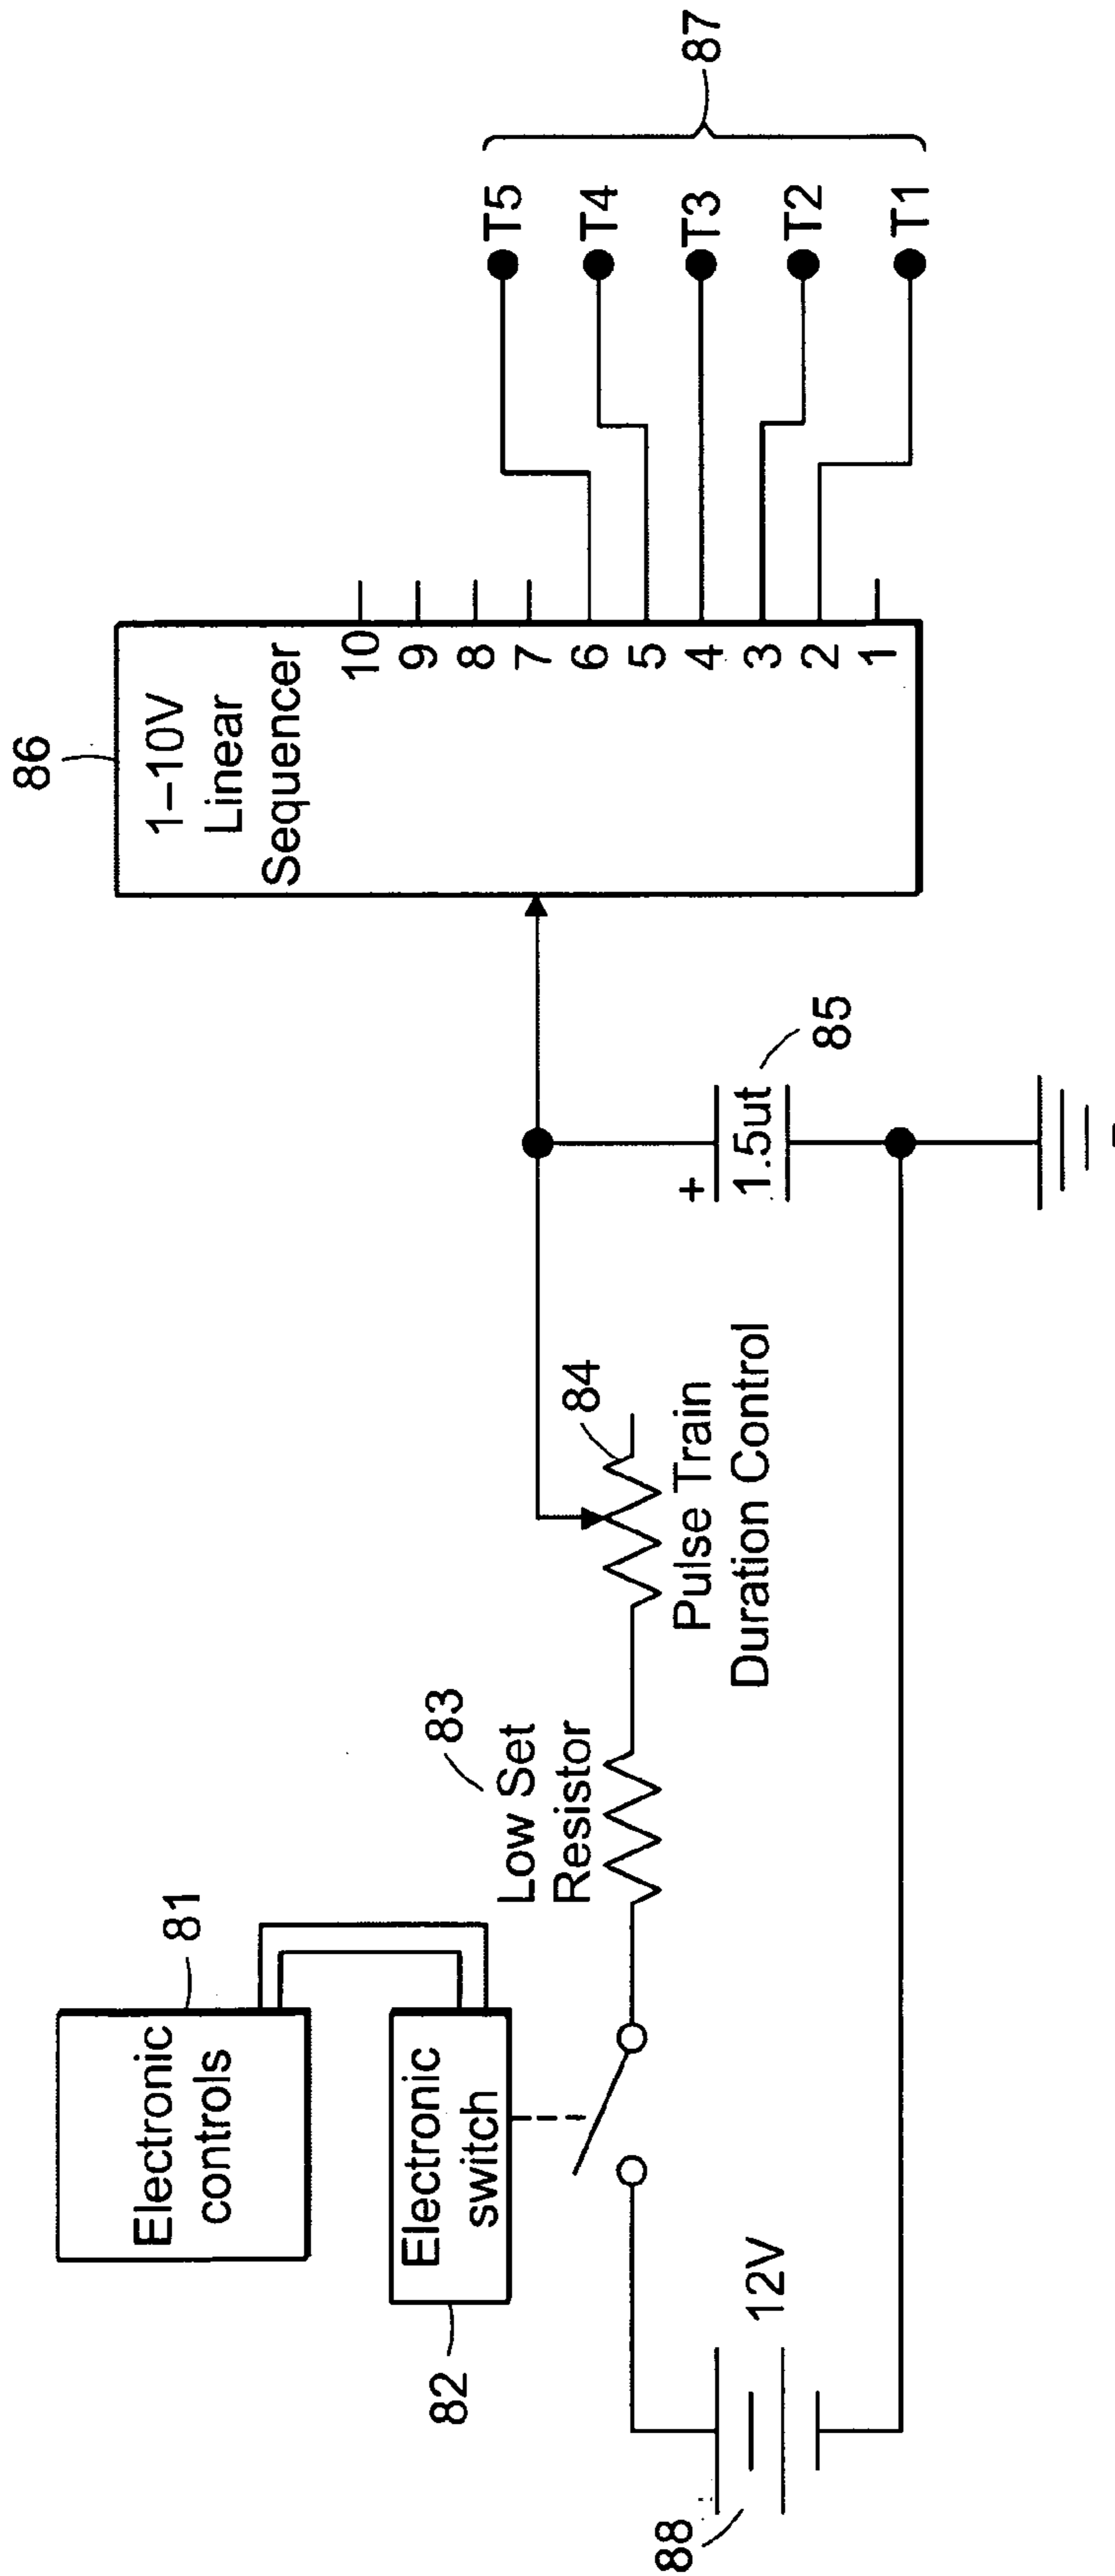 86
1–10V
Linear
Sequencer
10
9
8
7
6
5
4
3
2
1
T5
T4
T3
T2
T1
87
Electronic
controls
81
Electronic
switch
82
Low Set
Resistor
83
84
Pulse Train
Duration Control
+
1.5ut
85
12V
88